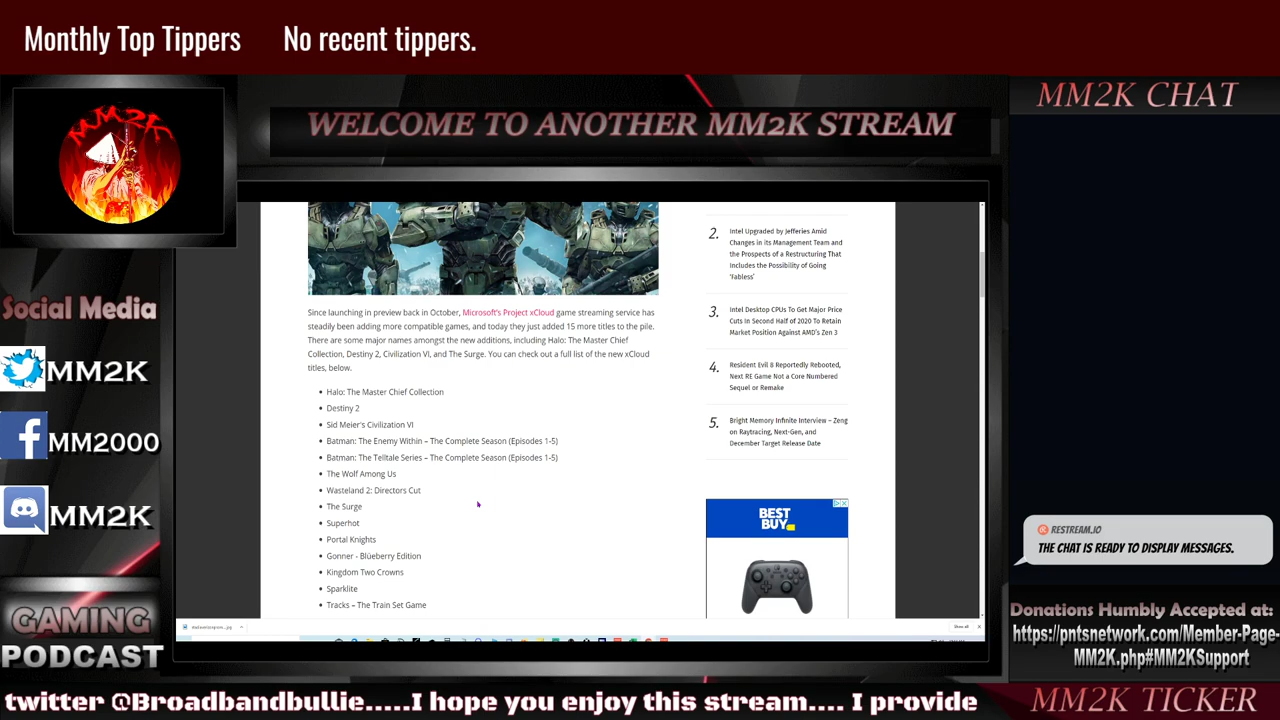 Monthly Top Tippers No recent tippers.
MM2K
WELCOME TO ANOTHER MM2K STREAM
MM2K CHAT
Social Media
MM2K
MM2000
MM2K
GAMING
PODCAST
Since launching in preview back in October, Microsoft's Project xCloud game streaming service has
steadily been adding more compatible games, and today they just added 15 more titles to the pile.
There are some major names amongst the new additions, including Halo: The Master Chief
Collection, Destiny 2, Civilization VI, and The Surge. You can check out a full list of the new xCloud
titles, below.
• Halo: The Master Chief Collection
• Destiny 2
• Sid Meier's Civilization VI
• Batman: The Enemy Within – The Complete Season (Episodes 1-5)
• Batman: The Telltale Series – The Complete Season (Episodes 1-5)
• The Wolf Among Us
• Wasteland 2: Directors Cut
• The Surge
• Superhot
• Portal Knights
• Gonner - Blüeberry Edition
• Kingdom Two Crowns
• Sparklite
• Tracks – The Train Set Game
2. Intel Upgraded by Jefferies Amid
Changes in its Management Team and
the Prospects of a Restructuring That
Includes the Possibility of Going
'Fabless'
3. Intel Desktop CPUs To Get Major Price
Cuts In Second Half of 2020 To Retain
Market Position Against AMD's Zen 3
4. Resident Evil 8 Reportedly Rebooted,
Next RE Game Not a Core Numbered
Sequel or Remake
5. Bright Memory Infinite Interview – Zeng
on Raytracing, Next-Gen, and
December Target Release Date
BEST
BUY
Show all
RESTREAM.IO
THE CHAT IS READY TO DISPLAY MESSAGES.
Donations Humbly Accepted at:
https://pntsnetwork.com/Member-Page-
MM2K.php#MM2KSupport
twitter @Broadbandbullie.....I hope you enjoy this stream.... I provide
MM2K TICKER